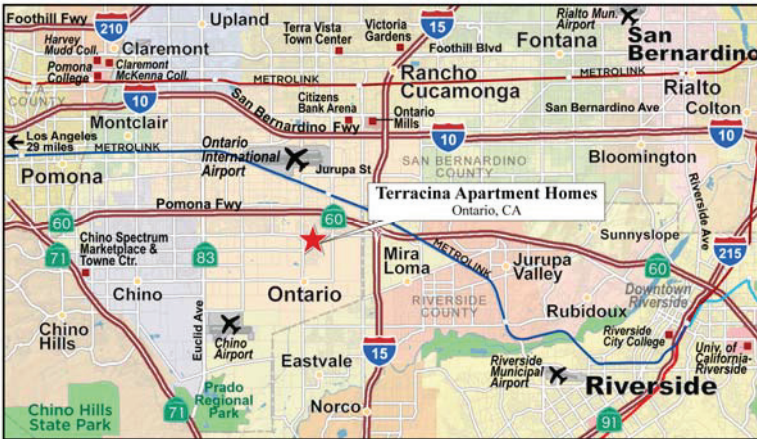 Foothill Fwy
210
Upland
Terra Vista
Town Center
Victoria
Gardens
15
Rialto Mun.
Airport
San
Bernardino
Harvey
Mudd Coll.
Claremont
Foothill Blvd
Fontana
Pomona
College
Claremont
McKenna Coll.
METROLINK
Rancho
Cucamonga
METROLINK
Rialto
L.A.
COUNTY
10
San Bernardino Fwy
Citizens
Bank Arena
Ontario
Mills
San Bernardino Ave
Colton
Montclair
Los Angeles
29 miles
METROLINK
Ontario
International
Airport
10
10
Jurupa St
SAN BERNARDINO
COUNTY
Bloomington
Pomona
Terracina Apartment Homes
Ontario, CA
Riverside Ave
Pomona Fwy
60
60
71
83
Chino Spectrum
Marketplace &
Towne Ctr.
Mira
Loma
METROLINK
Sunnyslope
215
Jurupa
Valley
60
Downtown
Riverside
Chino
Ontario
RIVERSIDE
COUNTY
Rubidoux
Chino
Hills
Euclid Ave
Chino
Airport
Riverside
City College
Univ. of
California-
Riverside
Eastvale
15
Riverside
Municipal
Airport
Riverside
Chino Hills
State Park
71
Prado
Regional
Park
Norco
91